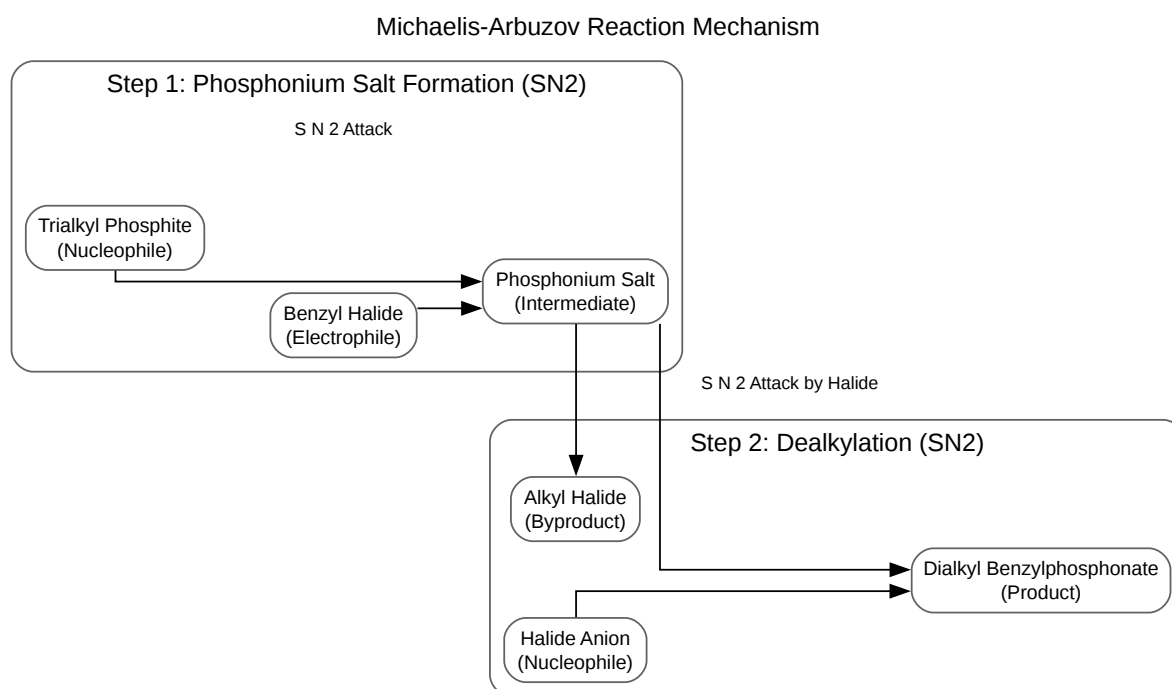 Michaelis-Arbuzov Reaction Mechanism
Step 1: Phosphonium Salt Formation (SN2)
S N 2 Attack
Trialkyl Phosphite
(Nucleophile)
Phosphonium Salt
(Intermediate)
Benzyl Halide
(Electrophile)
S N 2 Attack by Halide
Step 2: Dealkylation (SN2)
Alkyl Halide
(Byproduct)
Dialkyl Benzylphosphonate
(Product)
Halide Anion
(Nucleophile)